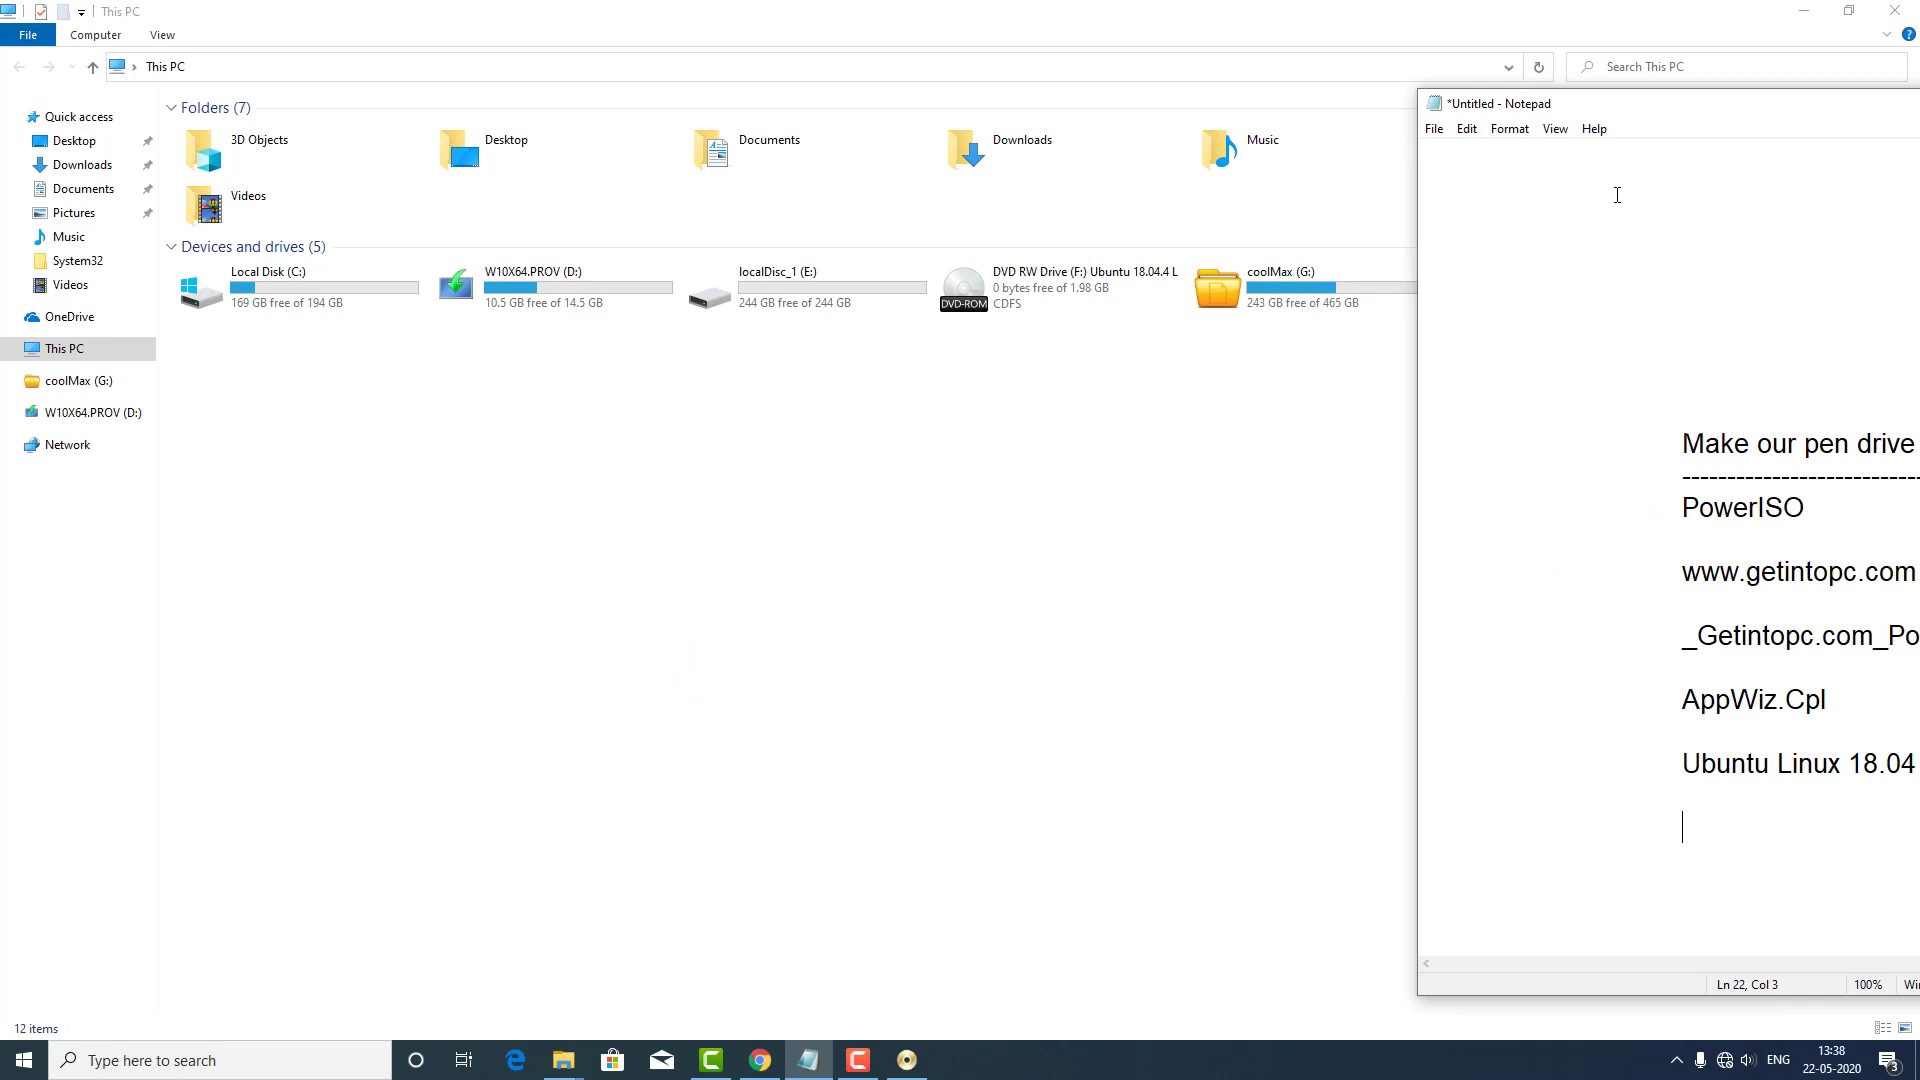 This PC
File
Computer
View
This PC
Search This PC
Quick access
Desktop
Downloads
Documents
Pictures
Music
System32
Videos
OneDrive
This PC
coolMax (G:)
W10X64.PROV (D:)
Network
Folders (7)
3D Objects
Desktop
Documents
Downloads
Music
Videos
Devices and drives (5)
Local Disk (C:)
169 GB free of 194 GB
W10X64.PROV (D:)
10.5 GB free of 14.5 GB
localDisc_1 (E:)
244 GB free of 244 GB
DVD RW Drive (F:) Ubuntu 18.04.4 L
0 bytes free of 1.98 GB
CDFS
DVD-ROM
coolMax (G:)
243 GB free of 465 GB
*Untitled - Notepad
File Edit Format View Help
Make our pen drive
--------------------------
PowerISO
www.getintopc.com
_Getintopc.com_Po
AppWiz.Cpl
Ubuntu Linux 18.04
Ln 22, Col 3
100%
Wi
12 items
Type here to search
ENG
13:38
22-05-2020
3